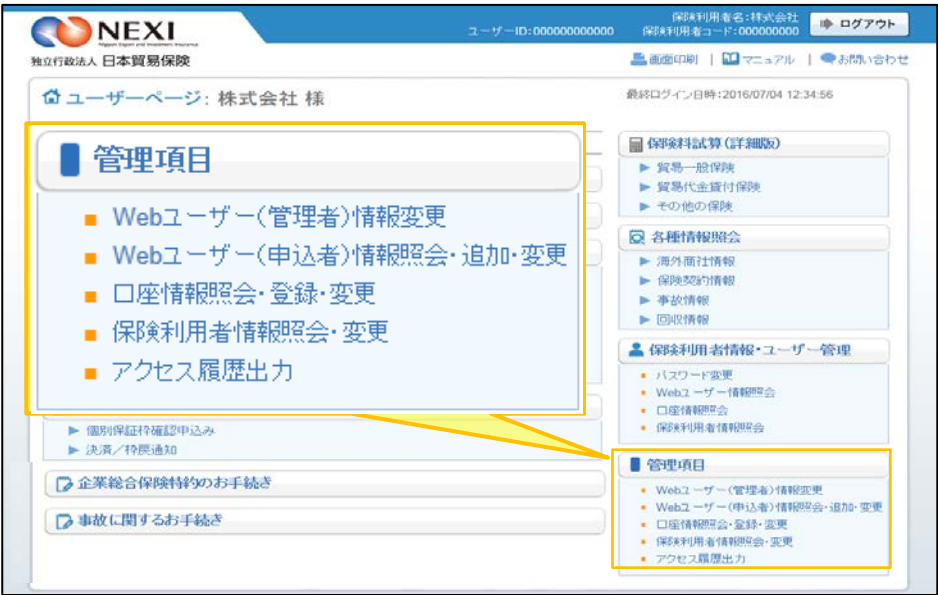 NEXI
Nippon Export and Investment Insurance
独立行政法人 日本貿易保険
ユーザーID:000000000000
保険利用者名:株式会社
保険利用者コード:000000000
ログアウト
画面印刷 | マニュアル | お問い合わせ
ユーザーページ: 株式会社 様
最終ログイン日時:2016/07/04 12:34:56
管理項目
Webユーザー(管理者)情報変更
Webユーザー(申込者)情報照会・追加・変更
口座情報照会・登録・変更
保険利用者情報照会・変更
アクセス履歴出力
個別保証枠確認申込み
決済/枠戻通知
企業総合保険特約のお手続き
事故に関するお手続き
保険料試算(詳細版)
貿易一般保険
貿易代金貸付保険
その他の保険
各種情報照会
海外商社情報
保険契約情報
事故情報
回収情報
保険利用者情報・ユーザー管理
パスワード変更
Webユーザー情報照会
口座情報照会
保険利用者情報照会
管理項目
Webユーザー(管理者)情報変更
Webユーザー(申込者)情報照会・追加・変更
口座情報照会・登録・変更
保険利用者情報照会・変更
アクセス履歴出力